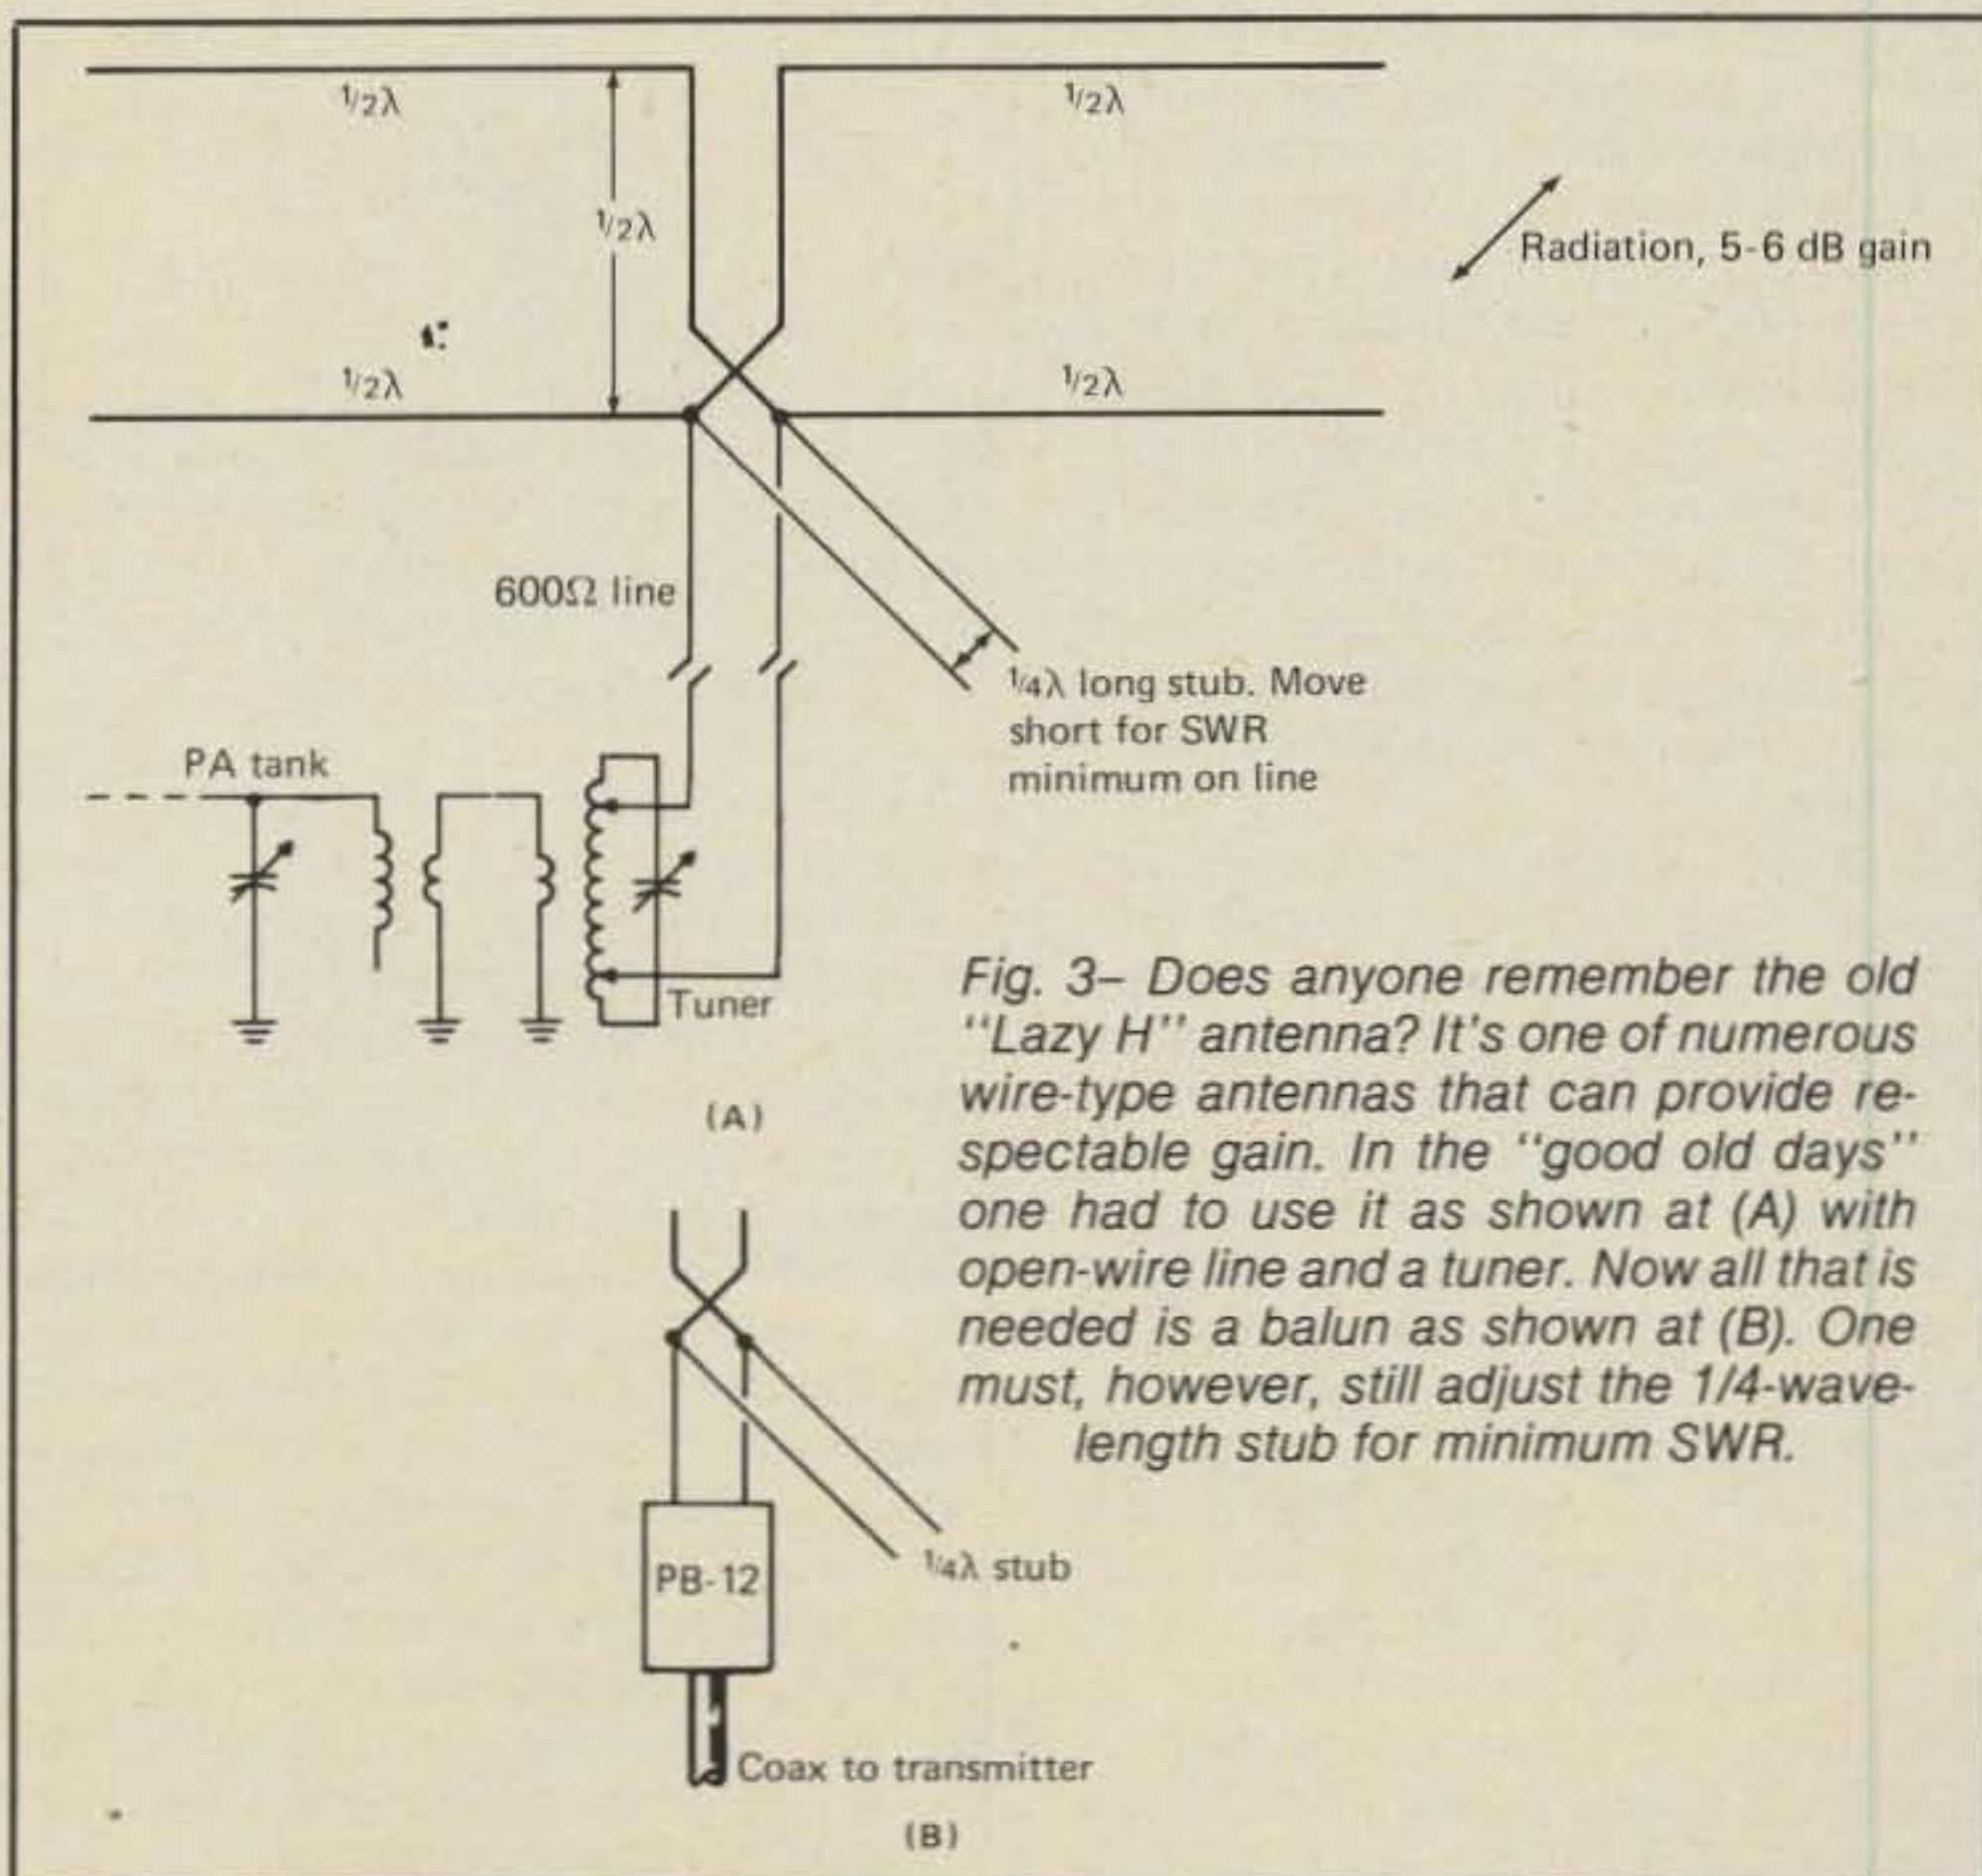 ½λ
½λ
½λ
Radiation, 5-6 dB gain
½λ
½λ
600Ω line
¼λ long stub. Move
short for SWR
minimum on line
PA tank
Tuner
(A)
Fig. 3– Does anyone remember the old
''Lazy H'' antenna? It's one of numerous
wire-type antennas that can provide re-
spectable gain. In the ''good old days''
one had to use it as shown at (A) with
open-wire line and a tuner. Now all that is
needed is a balun as shown at (B). One
must, however, still adjust the 1/4-wave-
length stub for minimum SWR.
¼λ stub
PB-12
Coax to transmitter
(B)